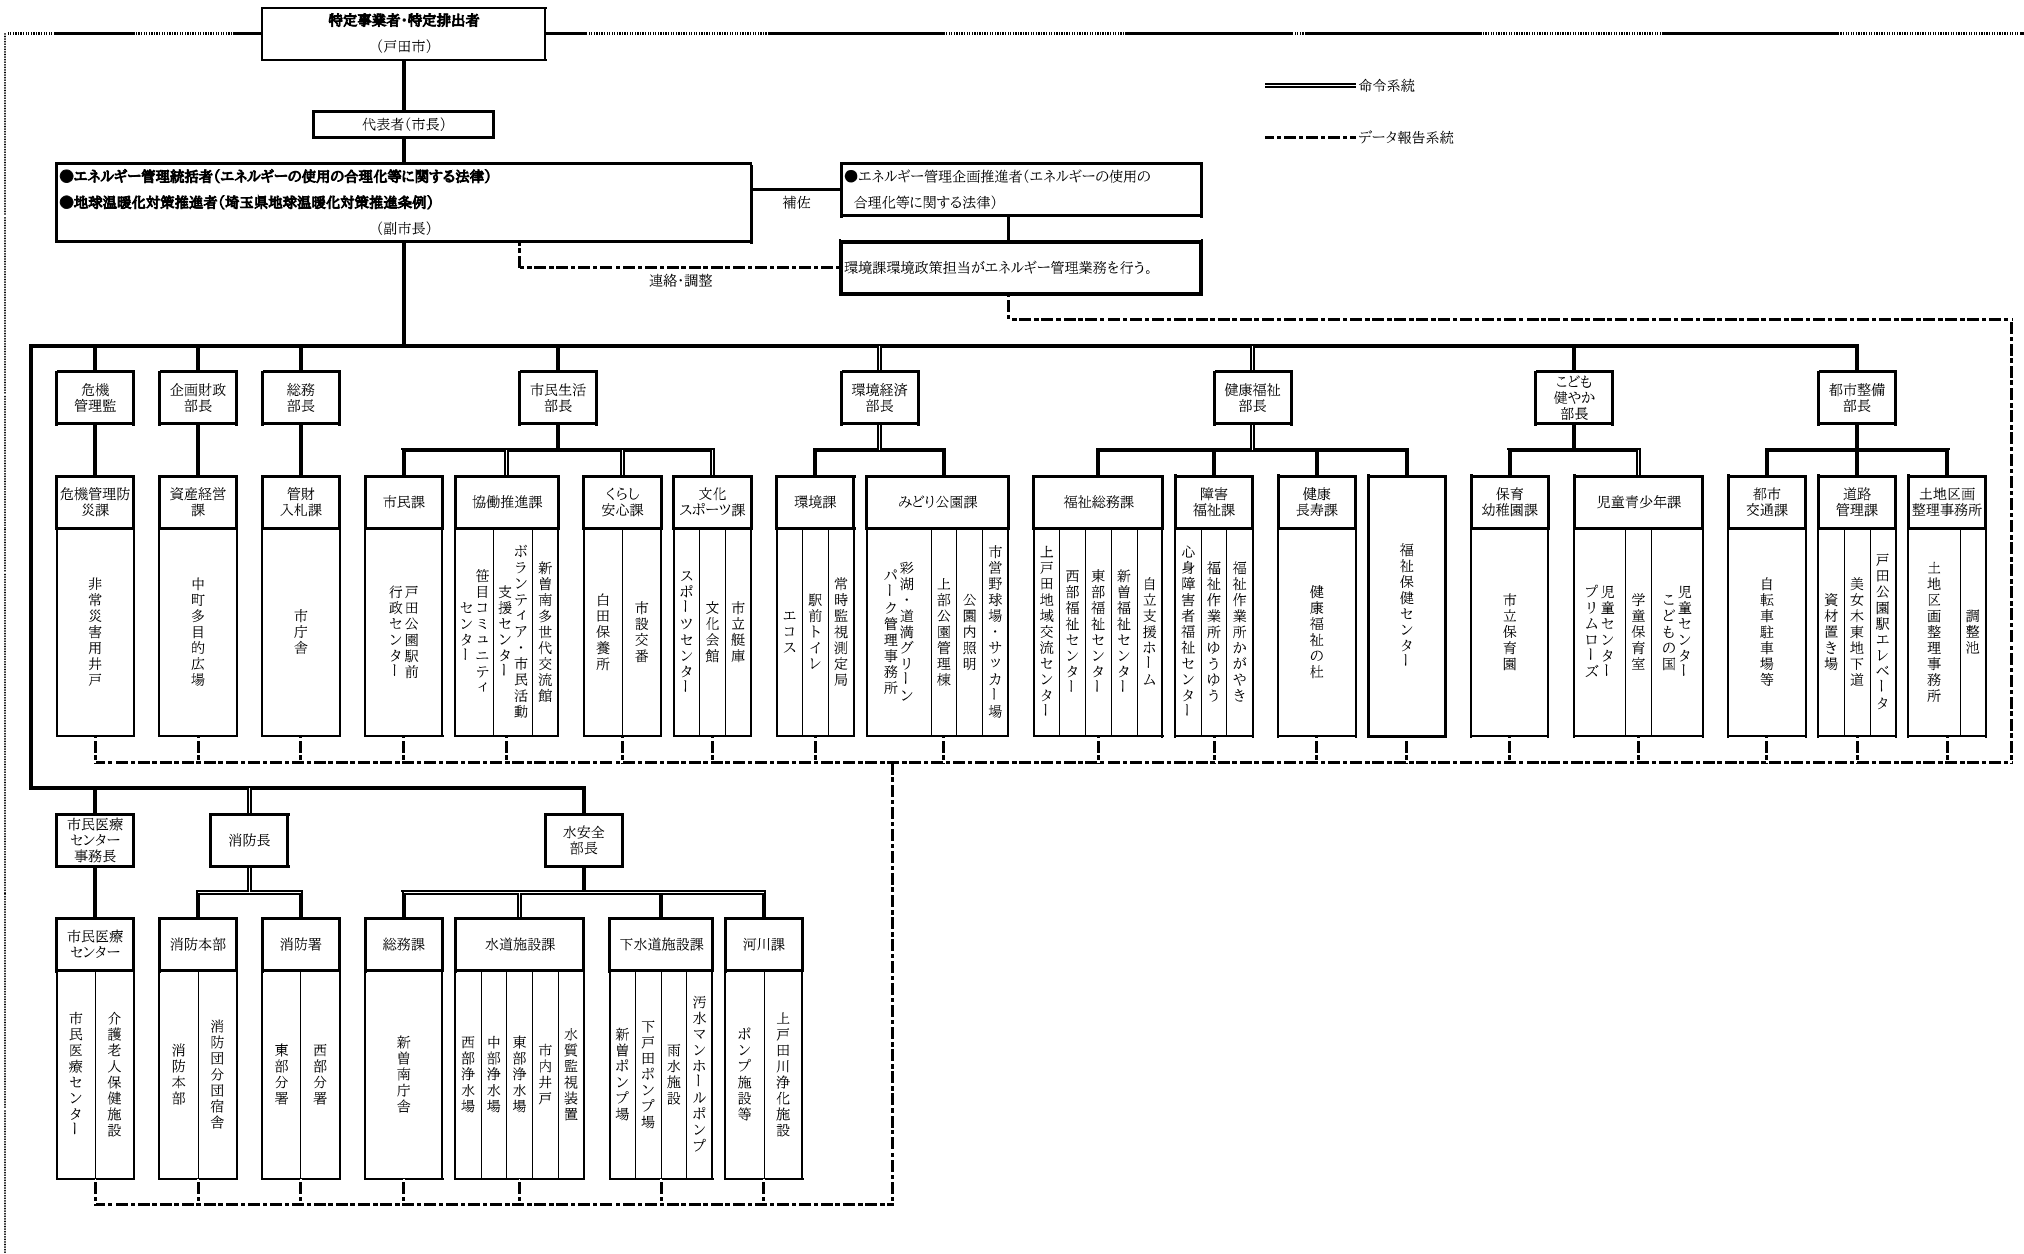 特定事業者・特定排出者
（戸田市）
命令系統
代表者（市長）
データ報告系統
●エネルギー管理統括者（エネルギーの使用の合理化等に関する法律）
●地球温暖化対策推進者（埼玉県地球温暖化対策推進条例）
（副市長）
補佐
●エネルギー管理企画推進者（エネルギーの使用の
合理化等に関する法律）
連絡・調整
環境課環境政策担当がエネルギー管理業務を行う。
危機
管理監
企画財政
部長
総務
部長
市民生活
部長
環境経済
部長
健康福祉
部長
こども
健やか
部長
都市整備
部長
危機管理防
災課
資産経営
課
管財
入札課
市民課
協働推進課
くらし
安心課
文化
スポーツ課
環境課
みどり公園課
福祉総務課
障害
福祉課
健康
長寿課
福祉保健センター
保育
幼稚園課
児童青少年課
都市
交通課
道路
管理課
土地区画
整理事務所
非常災害用井戸
中町多目的広場
市庁舎
戸田公園駅前
行政センター
笹目コミュニティ
センター
ボランティア・市民活動
支援センター
新曽南多世代交流館
白田保養所
市設交番
スポーツセンター
文化会館
市立艇庫
エコス
駅前トイレ
常時監視測定局
彩湖・道満グリーン
パーク管理事務所
上部公園管理棟
公園内照明
市営野球場・サッカー場
上戸田地域交流センター
西部福祉センター
東部福祉センター
新曽福祉センター
自立支援ホーム
心身障害者福祉センター
福祉作業所ゆうゆう
福祉作業所かがやき
健康福祉の杜
市立保育園
児童センター
プリムローズ
学童保育室
児童センター
こどもの国
自転車駐車場等
資材置き場
美女木東地下道
戸田公園駅エレベータ
土地区画整理事務所
調整池
市民医療
センター
事務長
消防長
水安全
部長
市民医療
センター
消防本部
消防署
総務課
水道施設課
下水道施設課
河川課
市民医療センター
介護老人保健施設
消防本部
消防団分団宿舎
東部分署
西部分署
新曽南庁舎
西部浄水場
中部浄水場
東部浄水場
市内井戸
水質監視装置
新曽ポンプ場
下戸田ポンプ場
雨水施設
汚水マンホールポンプ
ポンプ施設等
上戸田川浄化施設